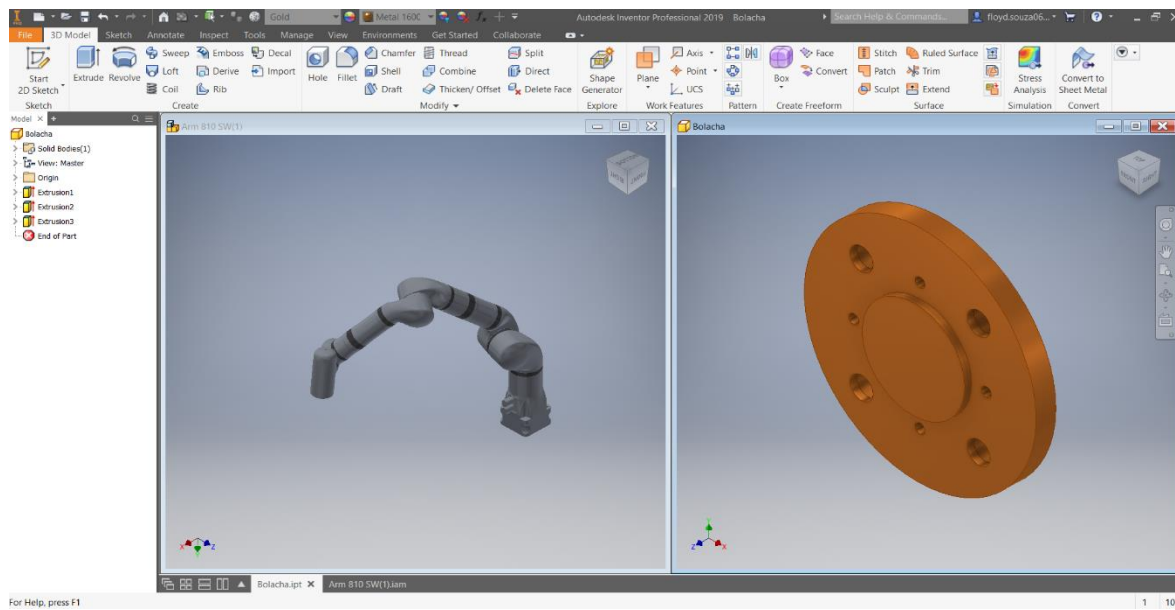 Gold
Metal 160C
Autodesk Inventor Professional 2019 Bolacha
Search Help & Commands...
floyd.souza06...
File 3D Model Sketch Annotate Inspect Tools Manage View Environments Get Started Collaborate
Start
2D Sketch
Extrude Revolve
Sweep Emboss Decal
Loft Derive Import
Coil Rib
Hole Fillet
Chamfer Thread Split
Shell Combine Direct
Draft Thicken/ Offset Delete Face
Shape
Generator
Plane
Axis
Point
UCS
Box
Face
Convert
Stitch Ruled Surface
Patch Trim
Sculpt Extend
Stress
Analysis
Convert to
Sheet Metal
Sketch Create Modify Explore Work Features Pattern Create Freeform Surface Simulation Convert
Model
Bolacha
Solid Bodies(1)
View: Master
Origin
Extrusion1
Extrusion2
Extrusion3
End of Part
Arm 810 SW(1)
Bolacha
Bolacha.ipt Arm 810 SW(1).iam
For Help, press F1
1 10